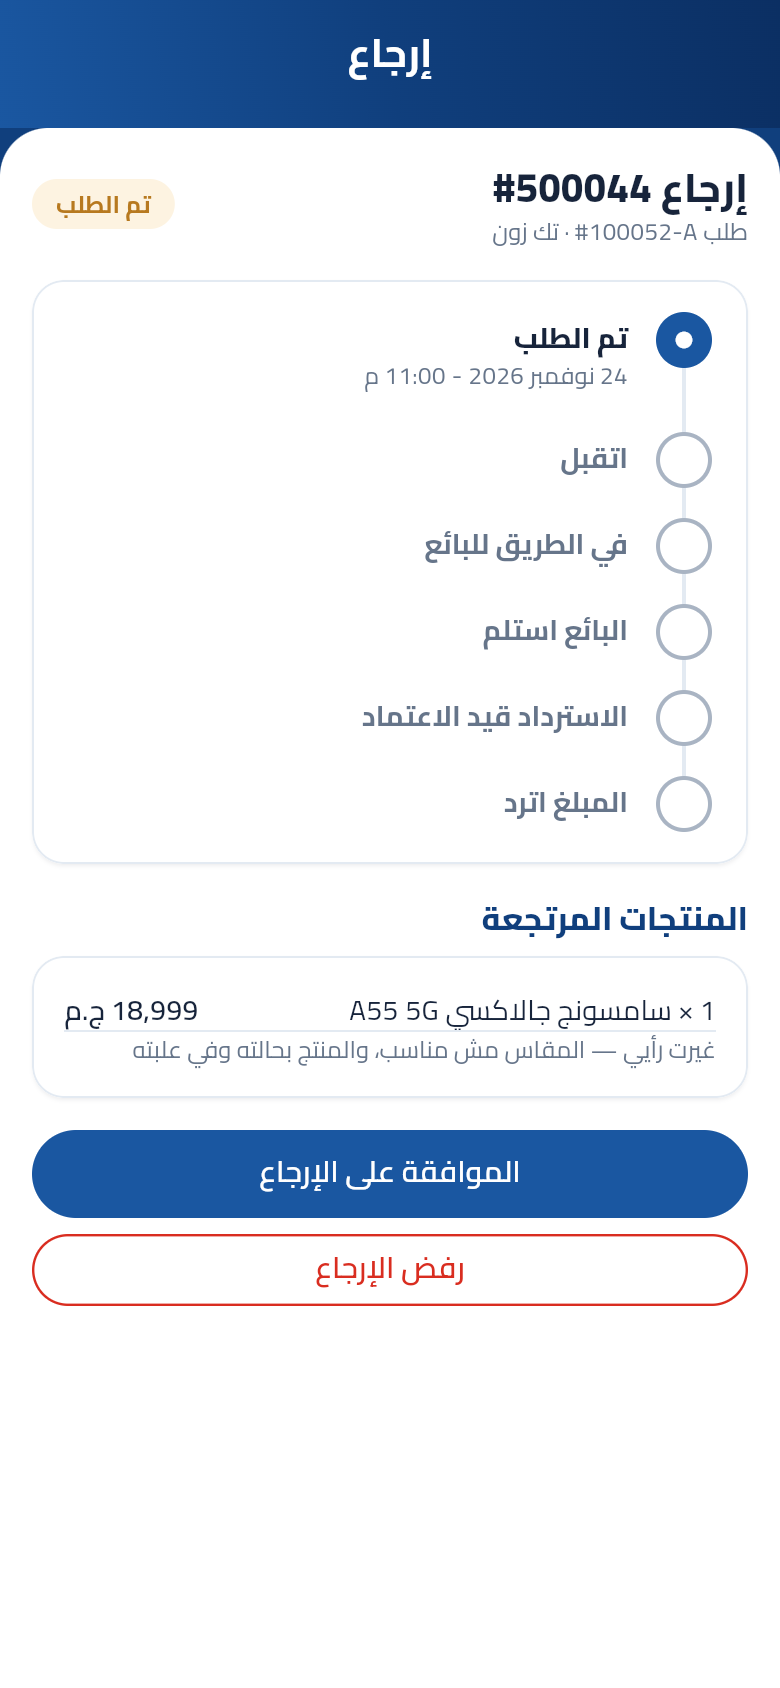 إرجاع
إرجاع #500044
تم الطلب
طلب #100052-A · تك زون
تم الطلب
24 نوفمبر 2026 - 11:00 م
اتقبل
في الطريق للبائع
البائع استلم
الاسترداد قيد الاعتماد
المبلغ اترد
المنتجات المرتجعة
1 × سامسونج جالاكسي A55 5G
18,999 ج.م
غيرت رأيي — المقاس مش مناسب، والمنتج بحالته وفي علبته
الموافقة على الإرجاع
رفض الإرجاع